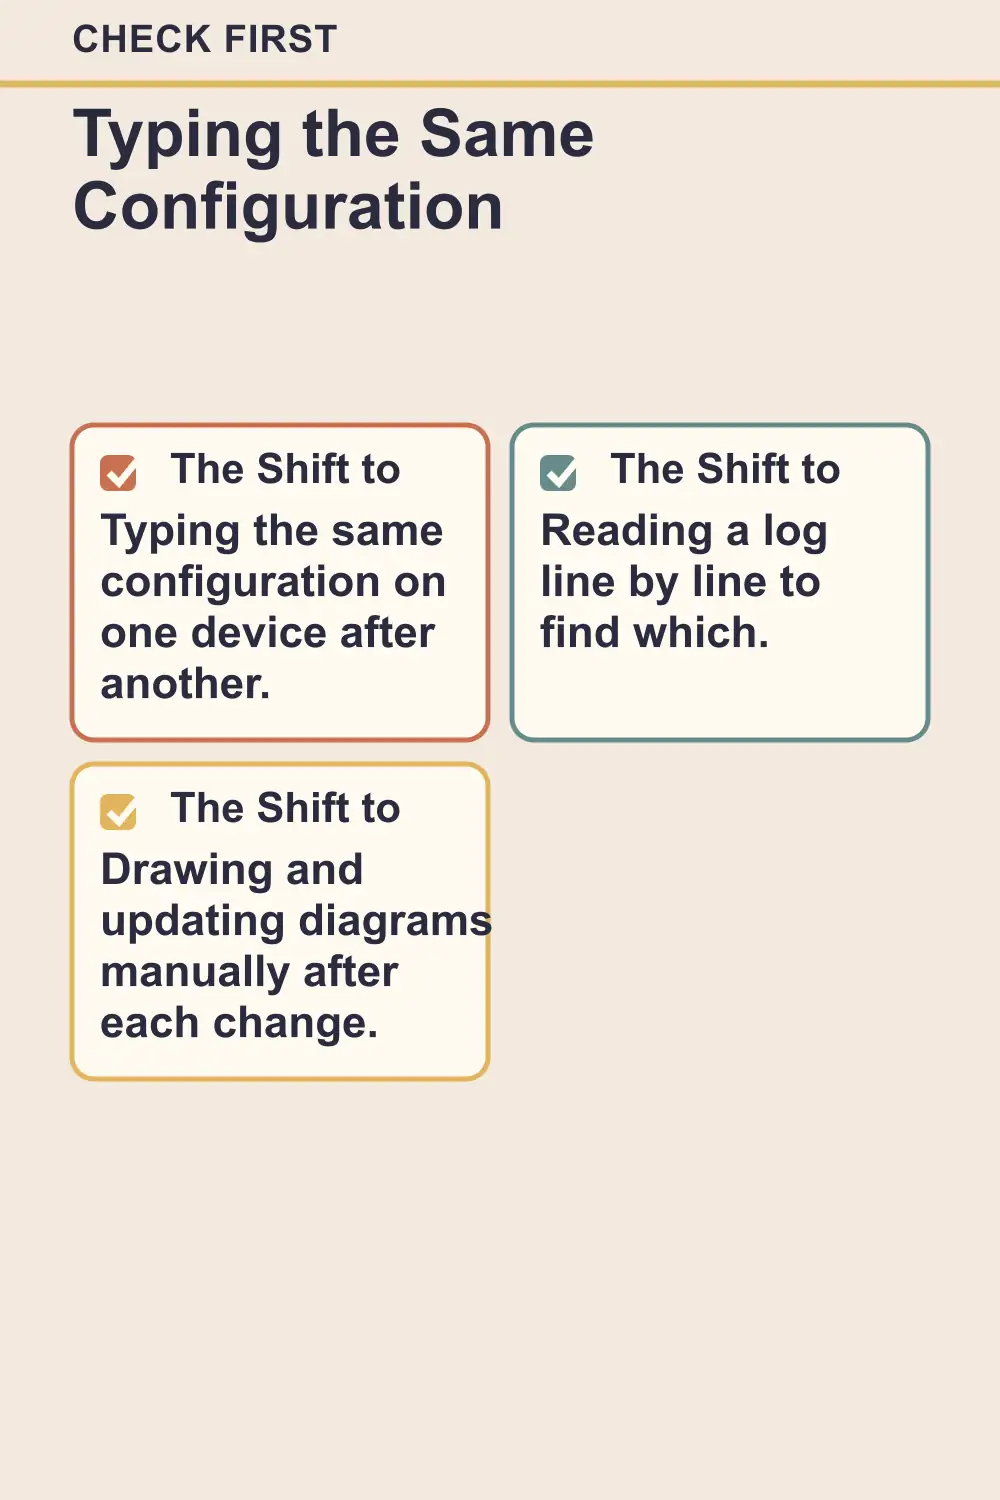 CHECK FIRST
Typing the Same
Configuration
The Shift to
Typing the same
configuration on
one device after
another.
The Shift to
Reading a log
line by line to
find which.
The Shift to
Drawing and
updating diagrams
manually after
each change.